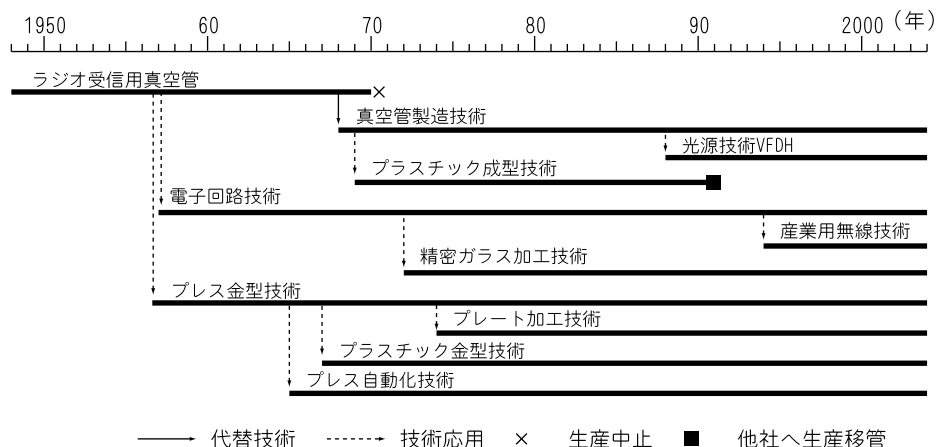 1950 60 70 80 90 2000 (年)
ラジオ受信用真空管
真空管製造技術
光源技術VFDH
プラスチック成型技術
電子回路技術
産業用無線技術
精密ガラス加工技術
プレス金型技術
プレート加工技術
プラスチック金型技術
プレス自動化技術
代替技術 技術応用 × 生産中止 ■ 他社へ生産移管